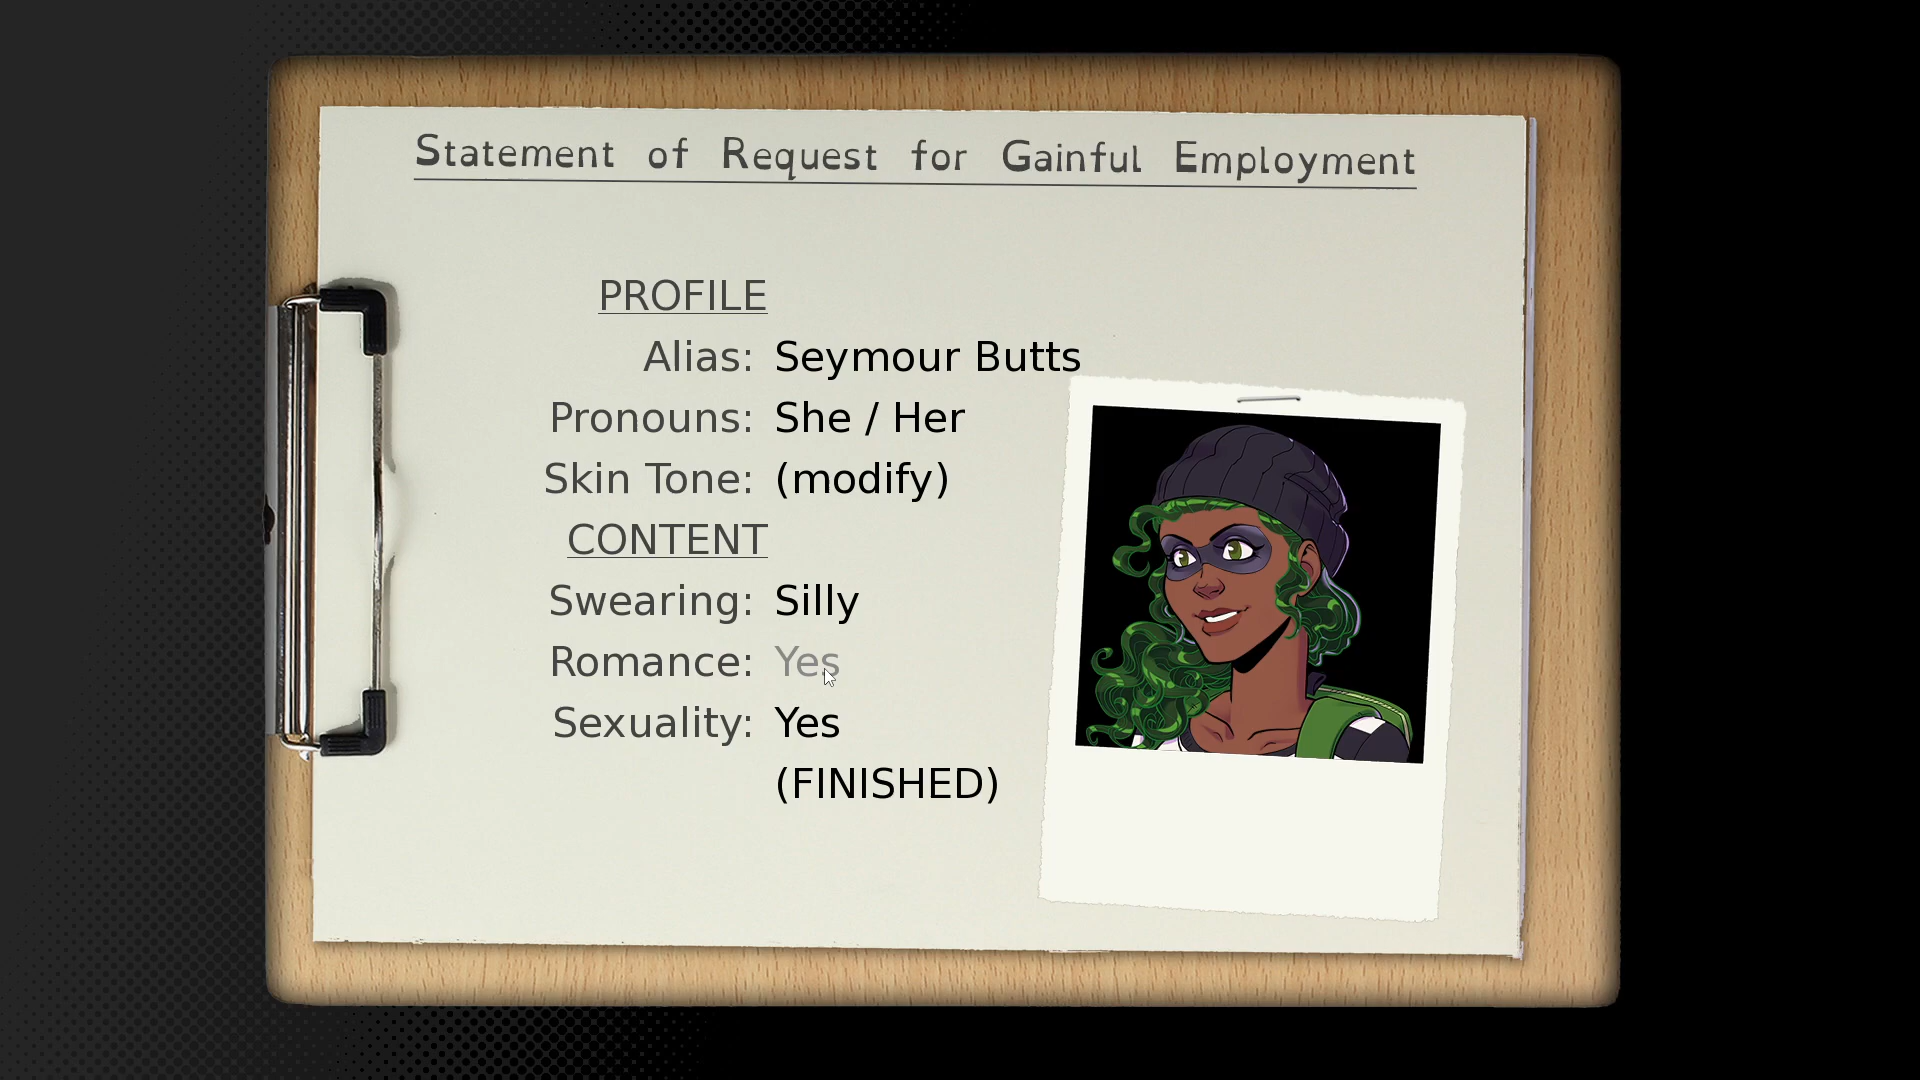 Statement of Request for Gainful Employment
PROFILE
Alias: Seymour Butts
Pronouns: She / Her
Skin Tone: (modify)
CONTENT
Swearing: Silly
Romance: Yes
Sexuality: Yes
(FINISHED)